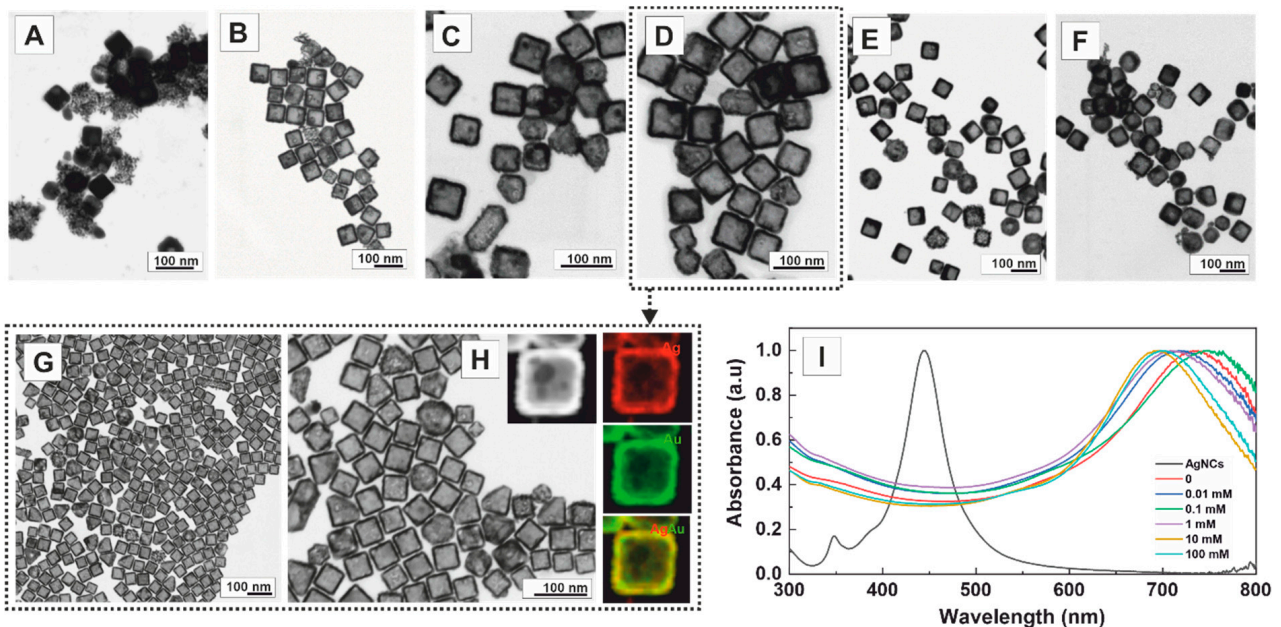 A
B
C
D
E
F
100 nm
100 nm
100 nm
100 nm
100 nm
100 nm
G
H
Ag
Au
AgAu
100 nm
100 nm
I
Absorbance (a.u)
1.0
0.8
0.6
0.4
0.2
0.0
AgNCs
0
0.01 mM
0.1 mM
1 mM
10 mM
100 mM
300 400 500 600 700 800
Wavelength (nm)